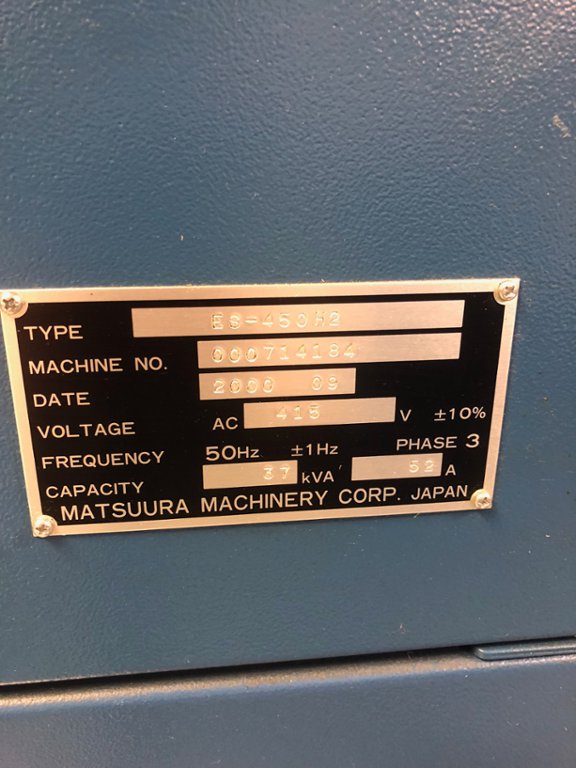 TYPE ES-450H2
MACHINE NO. 000714184
DATE 2000 09
VOLTAGE AC 415 V ±10%
FREQUENCY 50Hz ±1Hz PHASE 3
CAPACITY 37 kVA 52 A
MATSUURA MACHINERY CORP. JAPAN